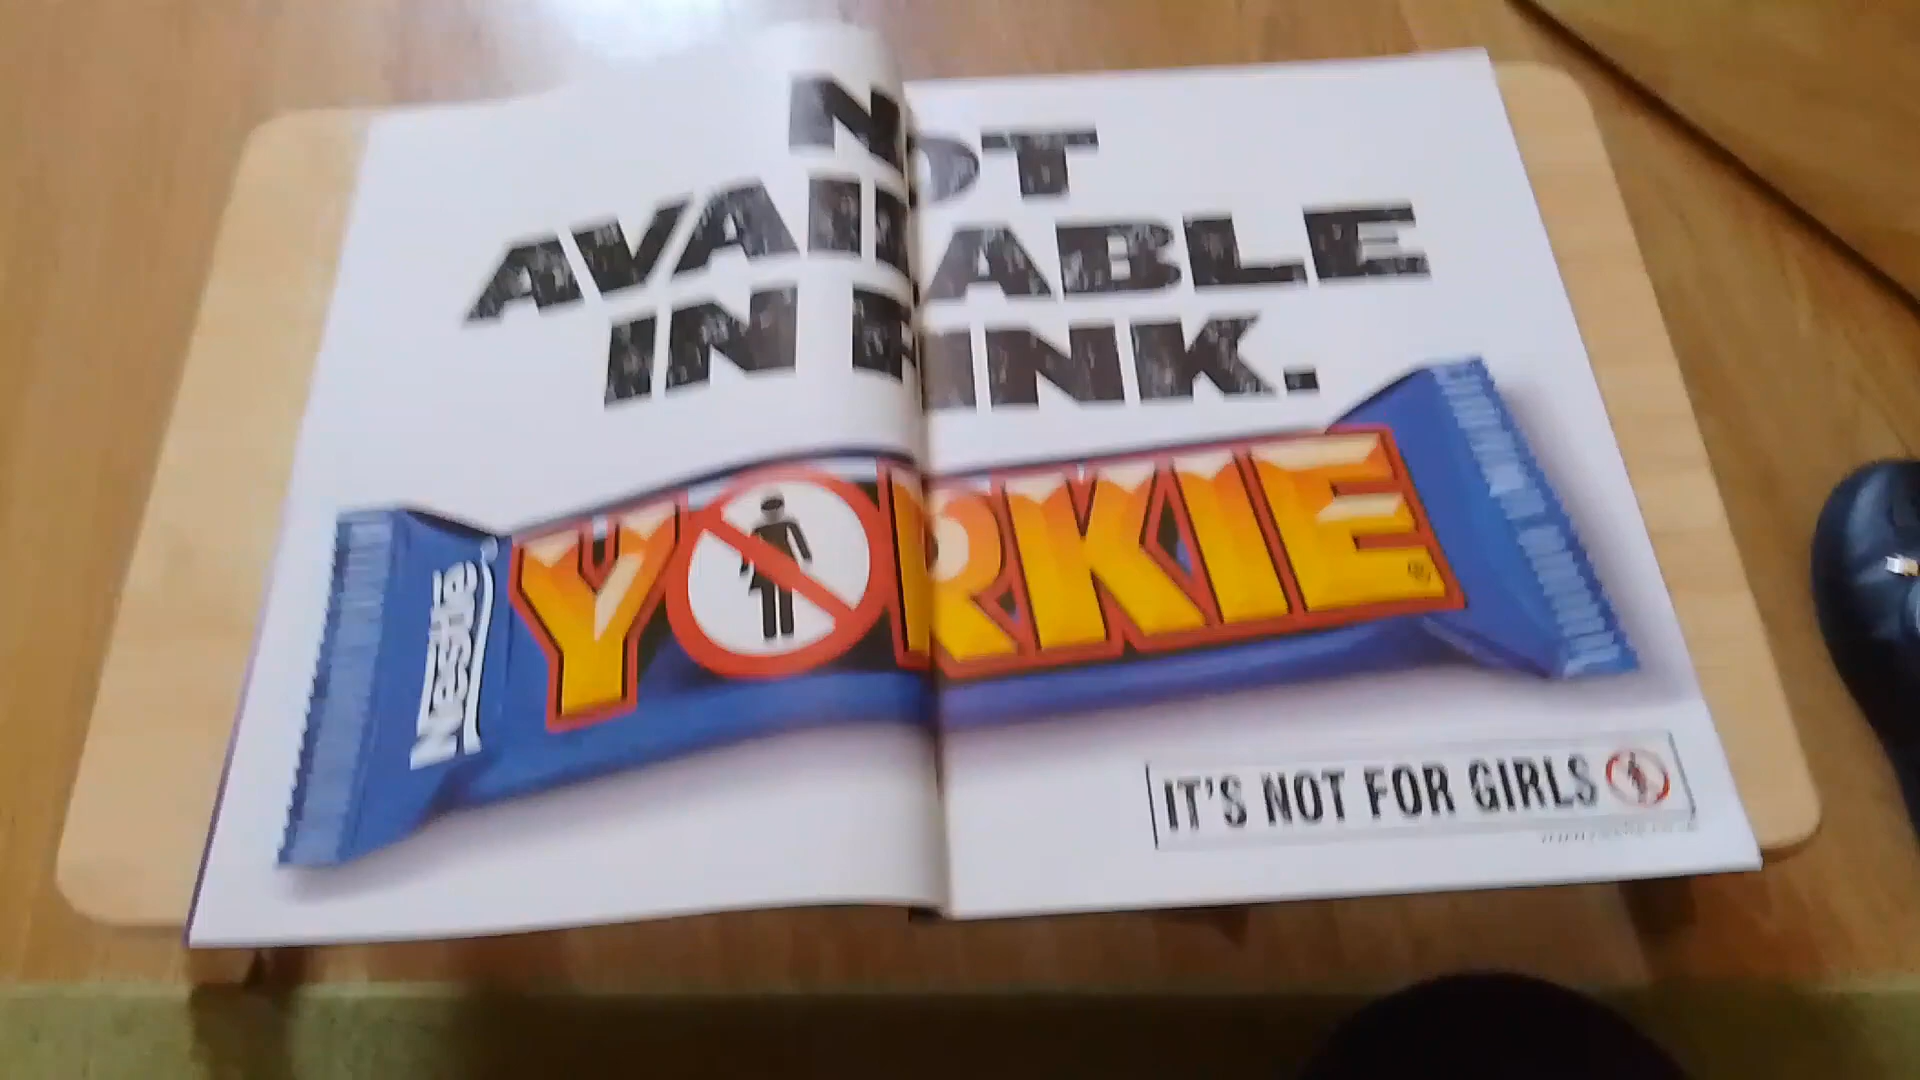 NOT
AVAILABLE
IN PINK.
Nestlé
YORKIE
IT'S NOT FOR GIRLS